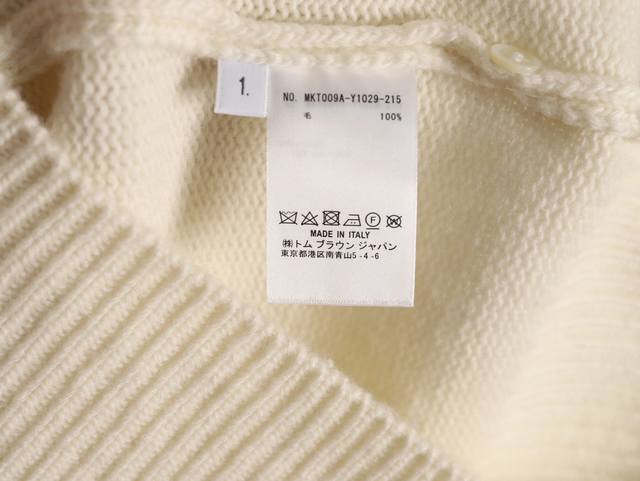 1.
NO. MKT009A-Y1029-215
毛 100%
F
MADE IN ITALY
㈱トム ブラウン ジャパン
東京都港区南青山5-4-6